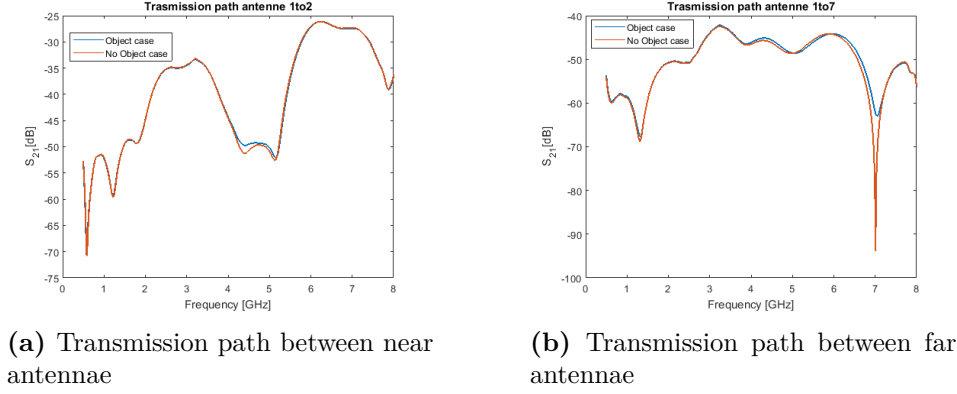 Trasmission path antenne 1to2
-25
-30
-35
-40
-45
-50
-55
-60
-65
-70
-75
S21[dB]
Object case
No Object case
0 1 2 3 4 5 6 7 8
Frequency [GHz]
(a) Transmission path between near
antennae
Trasmission path antenne 1to7
-40
-50
-60
-70
-80
-90
-100
S21[dB]
Object case
No Object case
0 1 2 3 4 5 6 7 8
Frequency [GHz]
(b) Transmission path between far
antennae